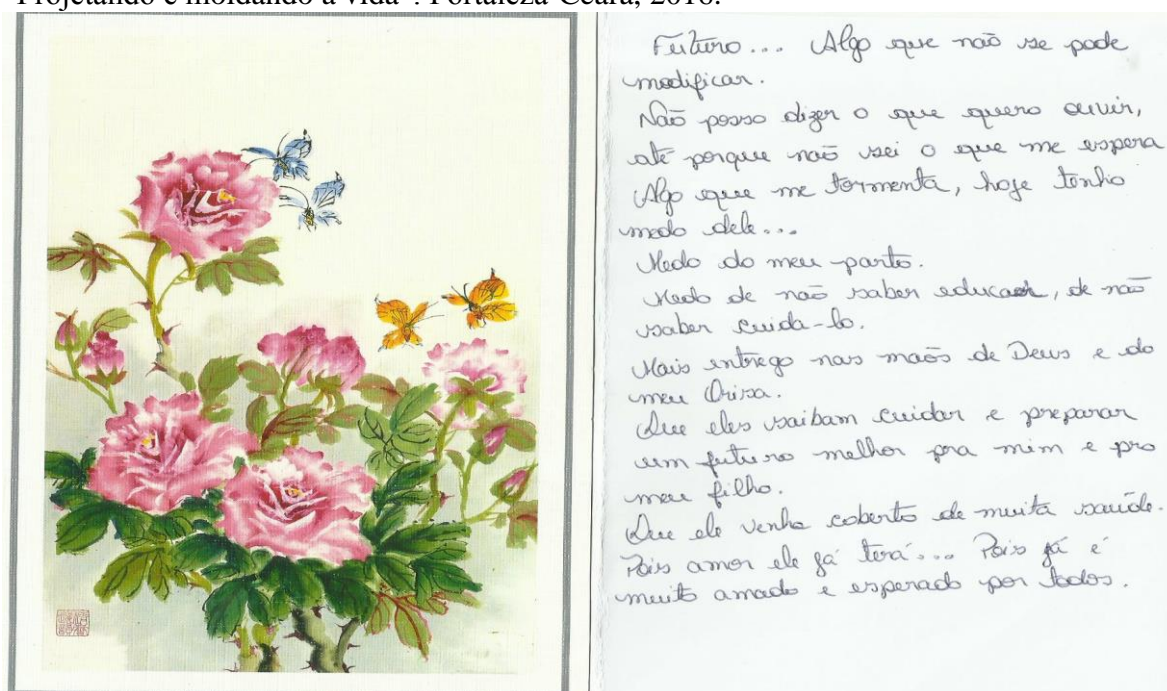 Projetando e moldando a vida". Fortaleza-Ceará, 2016.
Futuro... Algo que não se pode
modificar.
Não posso dizer o que quero ouvir,
até porque não sei o que me espera
Algo que me tormenta, hoje tenho
medo dele...
Medo do meu parto.
Medo de não saber educar, de não
saber cuida-lo.
Mais entrego nas mãos de Deus e do
meu Orixa.
Que eles saibam cuidar e preparar
um futuro melhor pra mim e pro
meu filho.
Que ele venha coberto de muita saúde.
Pois amor ele já terá... Pois já é
muito amado e esperado por todos.